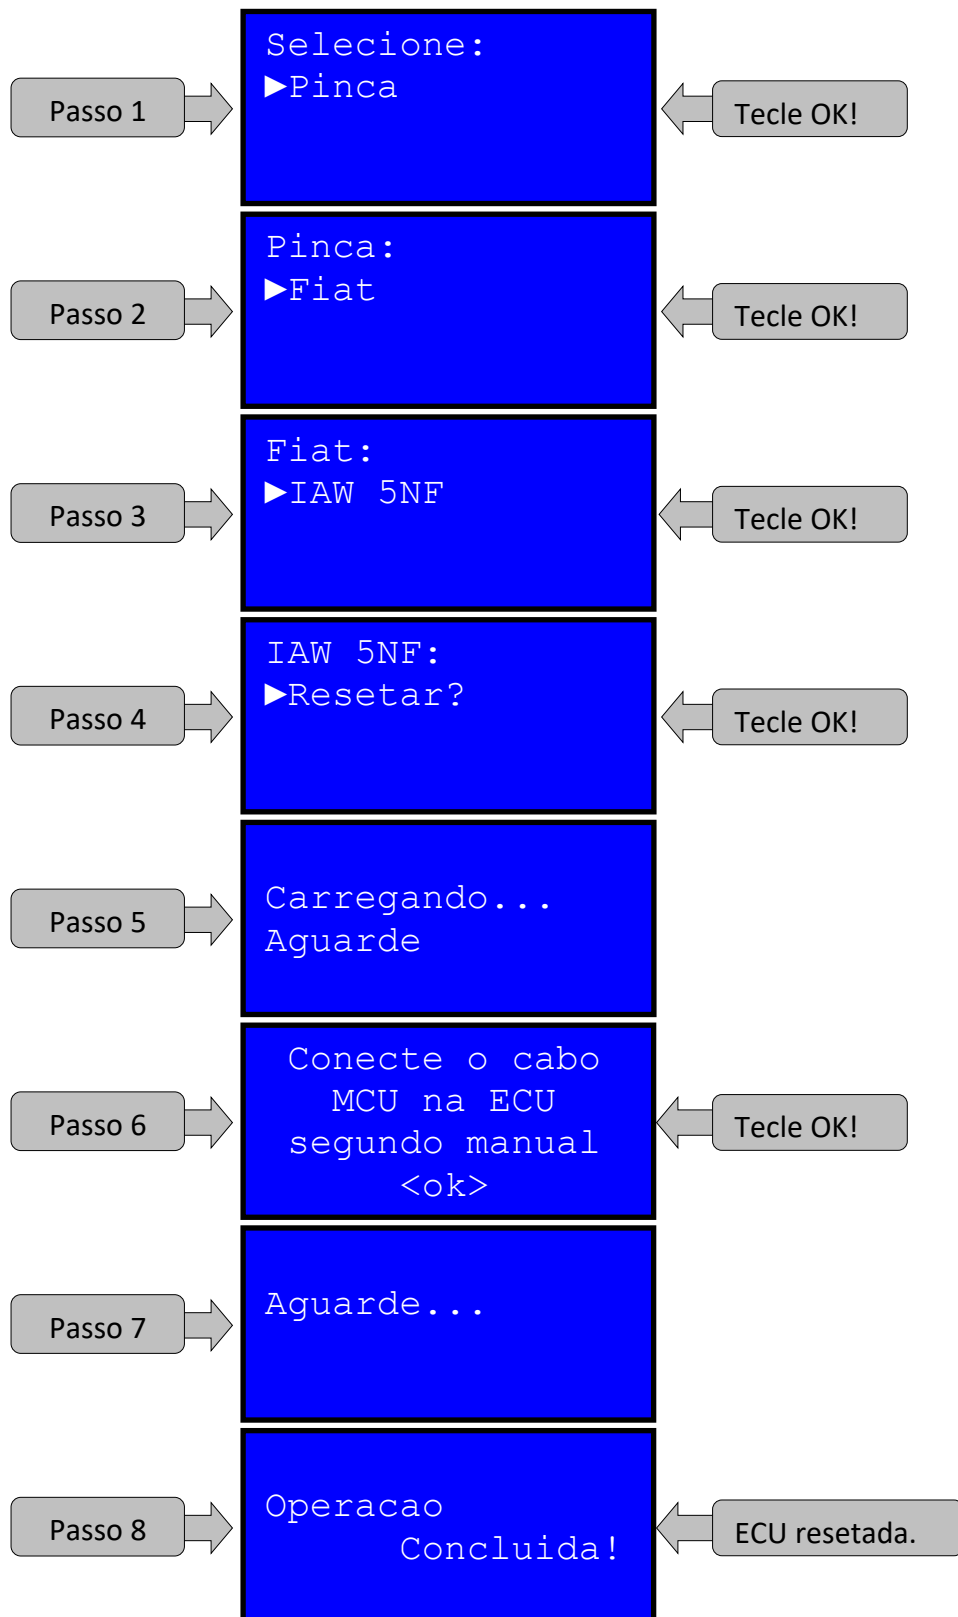 Passo 1
Selecione:
►Pinca
Tecle OK!
Passo 2
Pinca:
►Fiat
Tecle OK!
Passo 3
Fiat:
►IAW 5NF
Tecle OK!
Passo 4
IAW 5NF:
►Resetar?
Tecle OK!
Passo 5
Carregando...
Aguarde
Passo 6
Conecte o cabo
MCU na ECU
segundo manual
<ok>
Tecle OK!
Passo 7
Aguarde...
Passo 8
Operacao
Concluida!
ECU resetada.